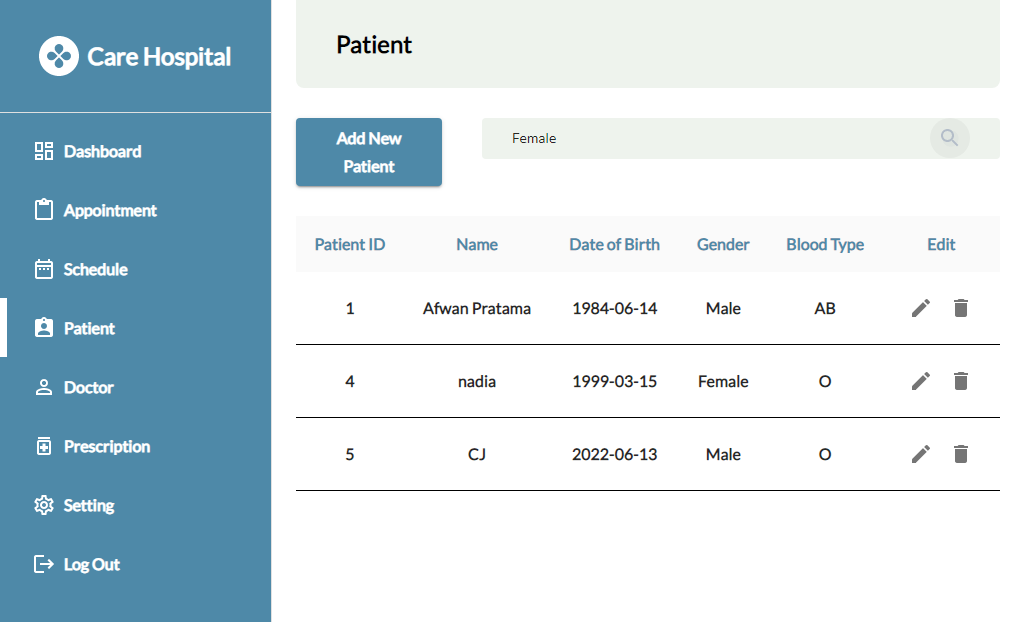 Care Hospital
Dashboard
Appointment
Schedule
Patient
Doctor
Prescription
Setting
Log Out
Patient
Add New
Patient
Female
Patient ID Name Date of Birth Gender Blood Type Edit
1 Afwan Pratama 1984-06-14 Male AB
4 nadia 1999-03-15 Female O
5 CJ 2022-06-13 Male O